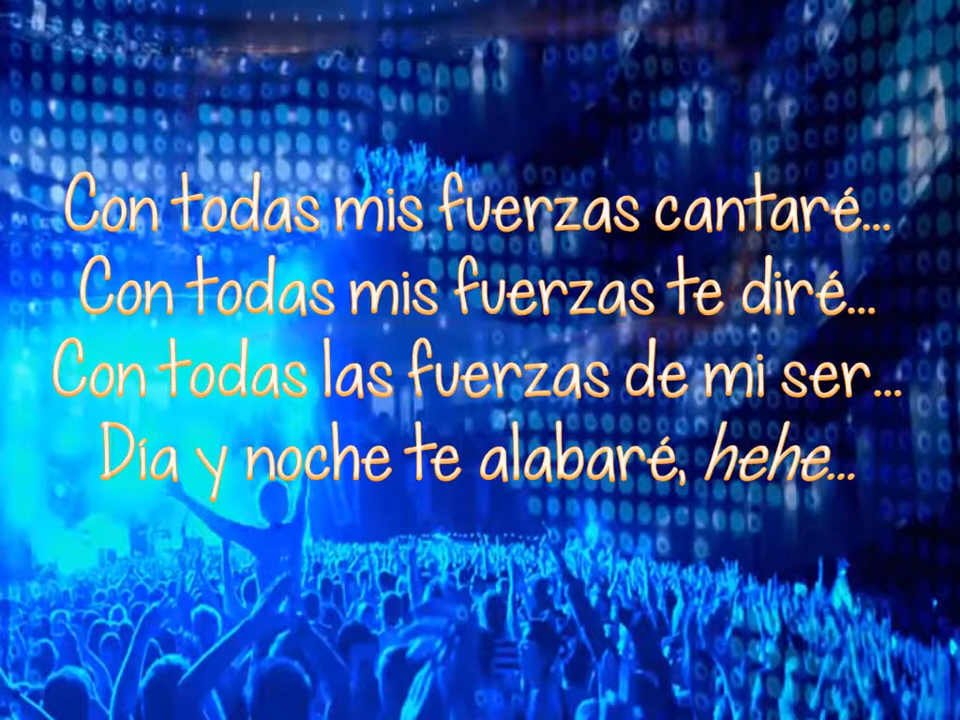 Con todas mis fuerzas cantaré...
Con todas mis fuerzas te diré...
Con todas las fuerzas de mi ser...
Día y noche te alabaré, hehe...